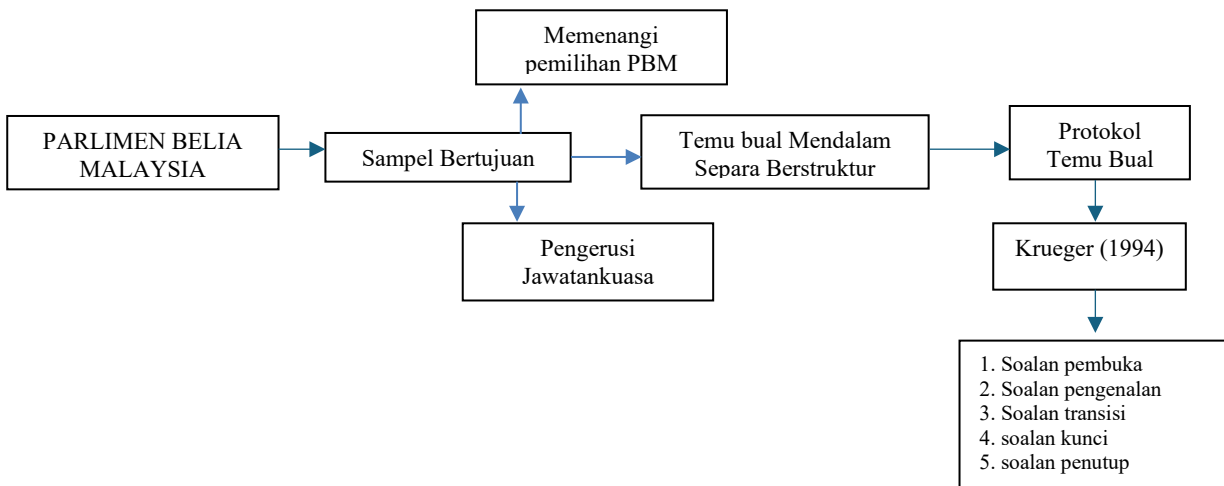 Memenangi
pemilihan PBM
PARLIMEN BELIA
MALAYSIA
Sampel Bertujuan
Temu bual Mendalam
Separa Berstruktur
Protokol
Temu Bual
Pengerusi
Jawatankuasa
Krueger (1994)
1. Soalan pembuka
2. Soalan pengenalan
3. Soalan transisi
4. soalan kunci
5. soalan penutup